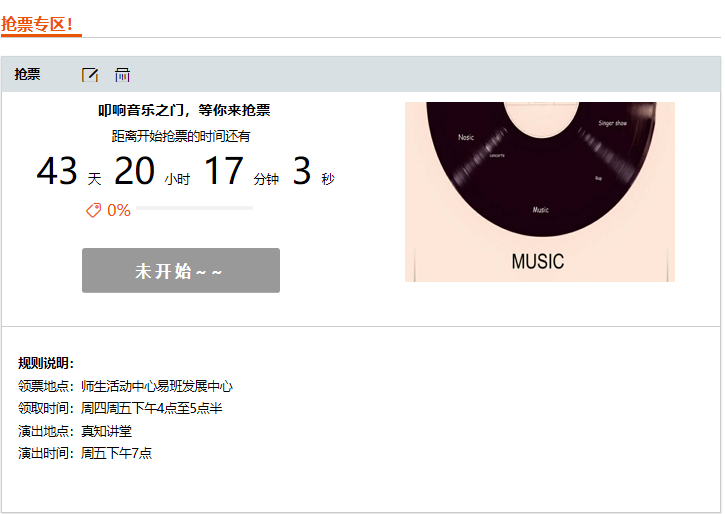 抢票专区!
抢票
叩响音乐之门，等你来抢票
距离开始抢票的时间还有
43 天 20 小时 17 分钟 3 秒
0%
未开始~~
Nosic
concerts
Singer show
Music
MUSIC
规则说明：
领票地点：师生活动中心易班发展中心
领取时间：周四周五下午4点至5点半
演出地点：真知讲堂
演出时间：周五下午7点